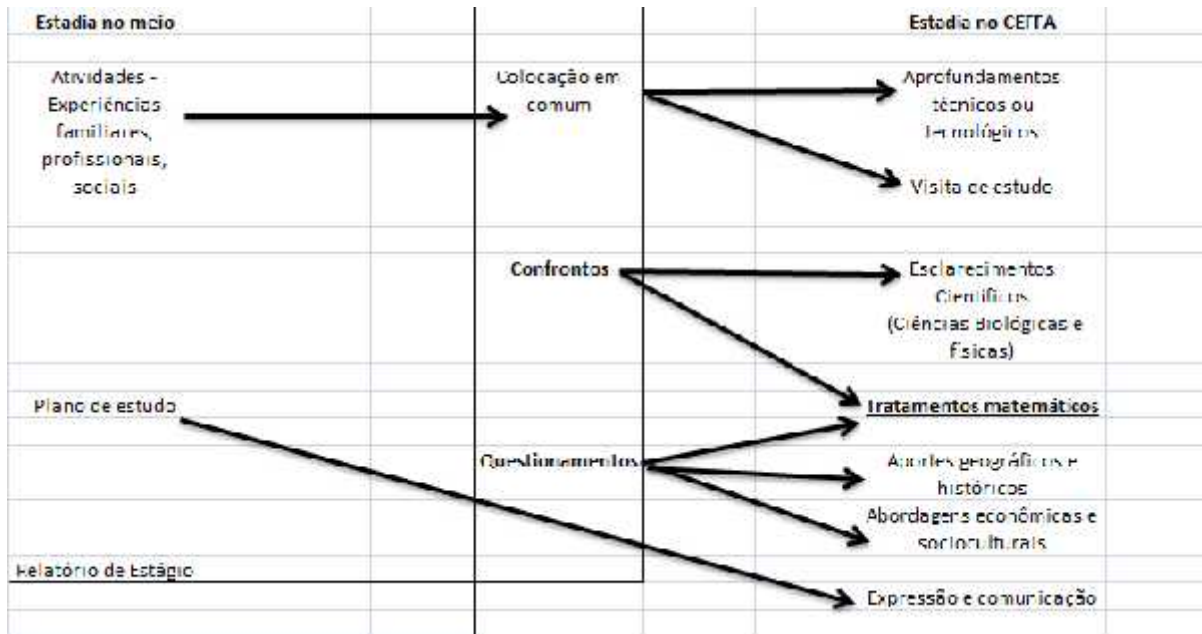 Estadia no meio
Estadia no CEFFA
Atividades -
Experiências
familiares,
profissionais,
sociais
Colocação em
comum
Aprofundamentos
técnicos ou
tecnológicos
Visita de estudo
Confrontos
Esclarecimentos
Científicos
(Ciências Biológicas e
físicas)
Plano de estudo
Tratamentos matemáticos
Questionamentos
Aportes geográficos e
históricos
Abordagens econômicas e
socioculturais
Relatório de Estágio
Expressão e comunicação